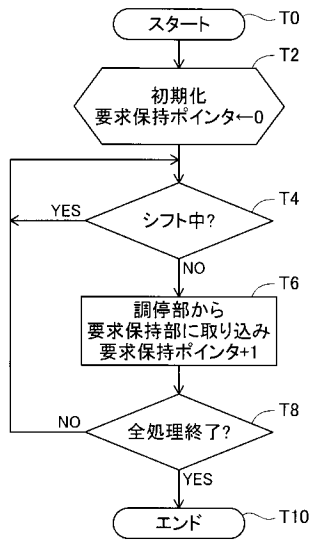 スタート
T0
T2
初期化
要求保持ポインタ←0
T4
YES
シフト中?
NO
T6
調停部から
要求保持部に取り込み
要求保持ポインタ+1
T8
NO
全処理終了?
YES
エンド
T10